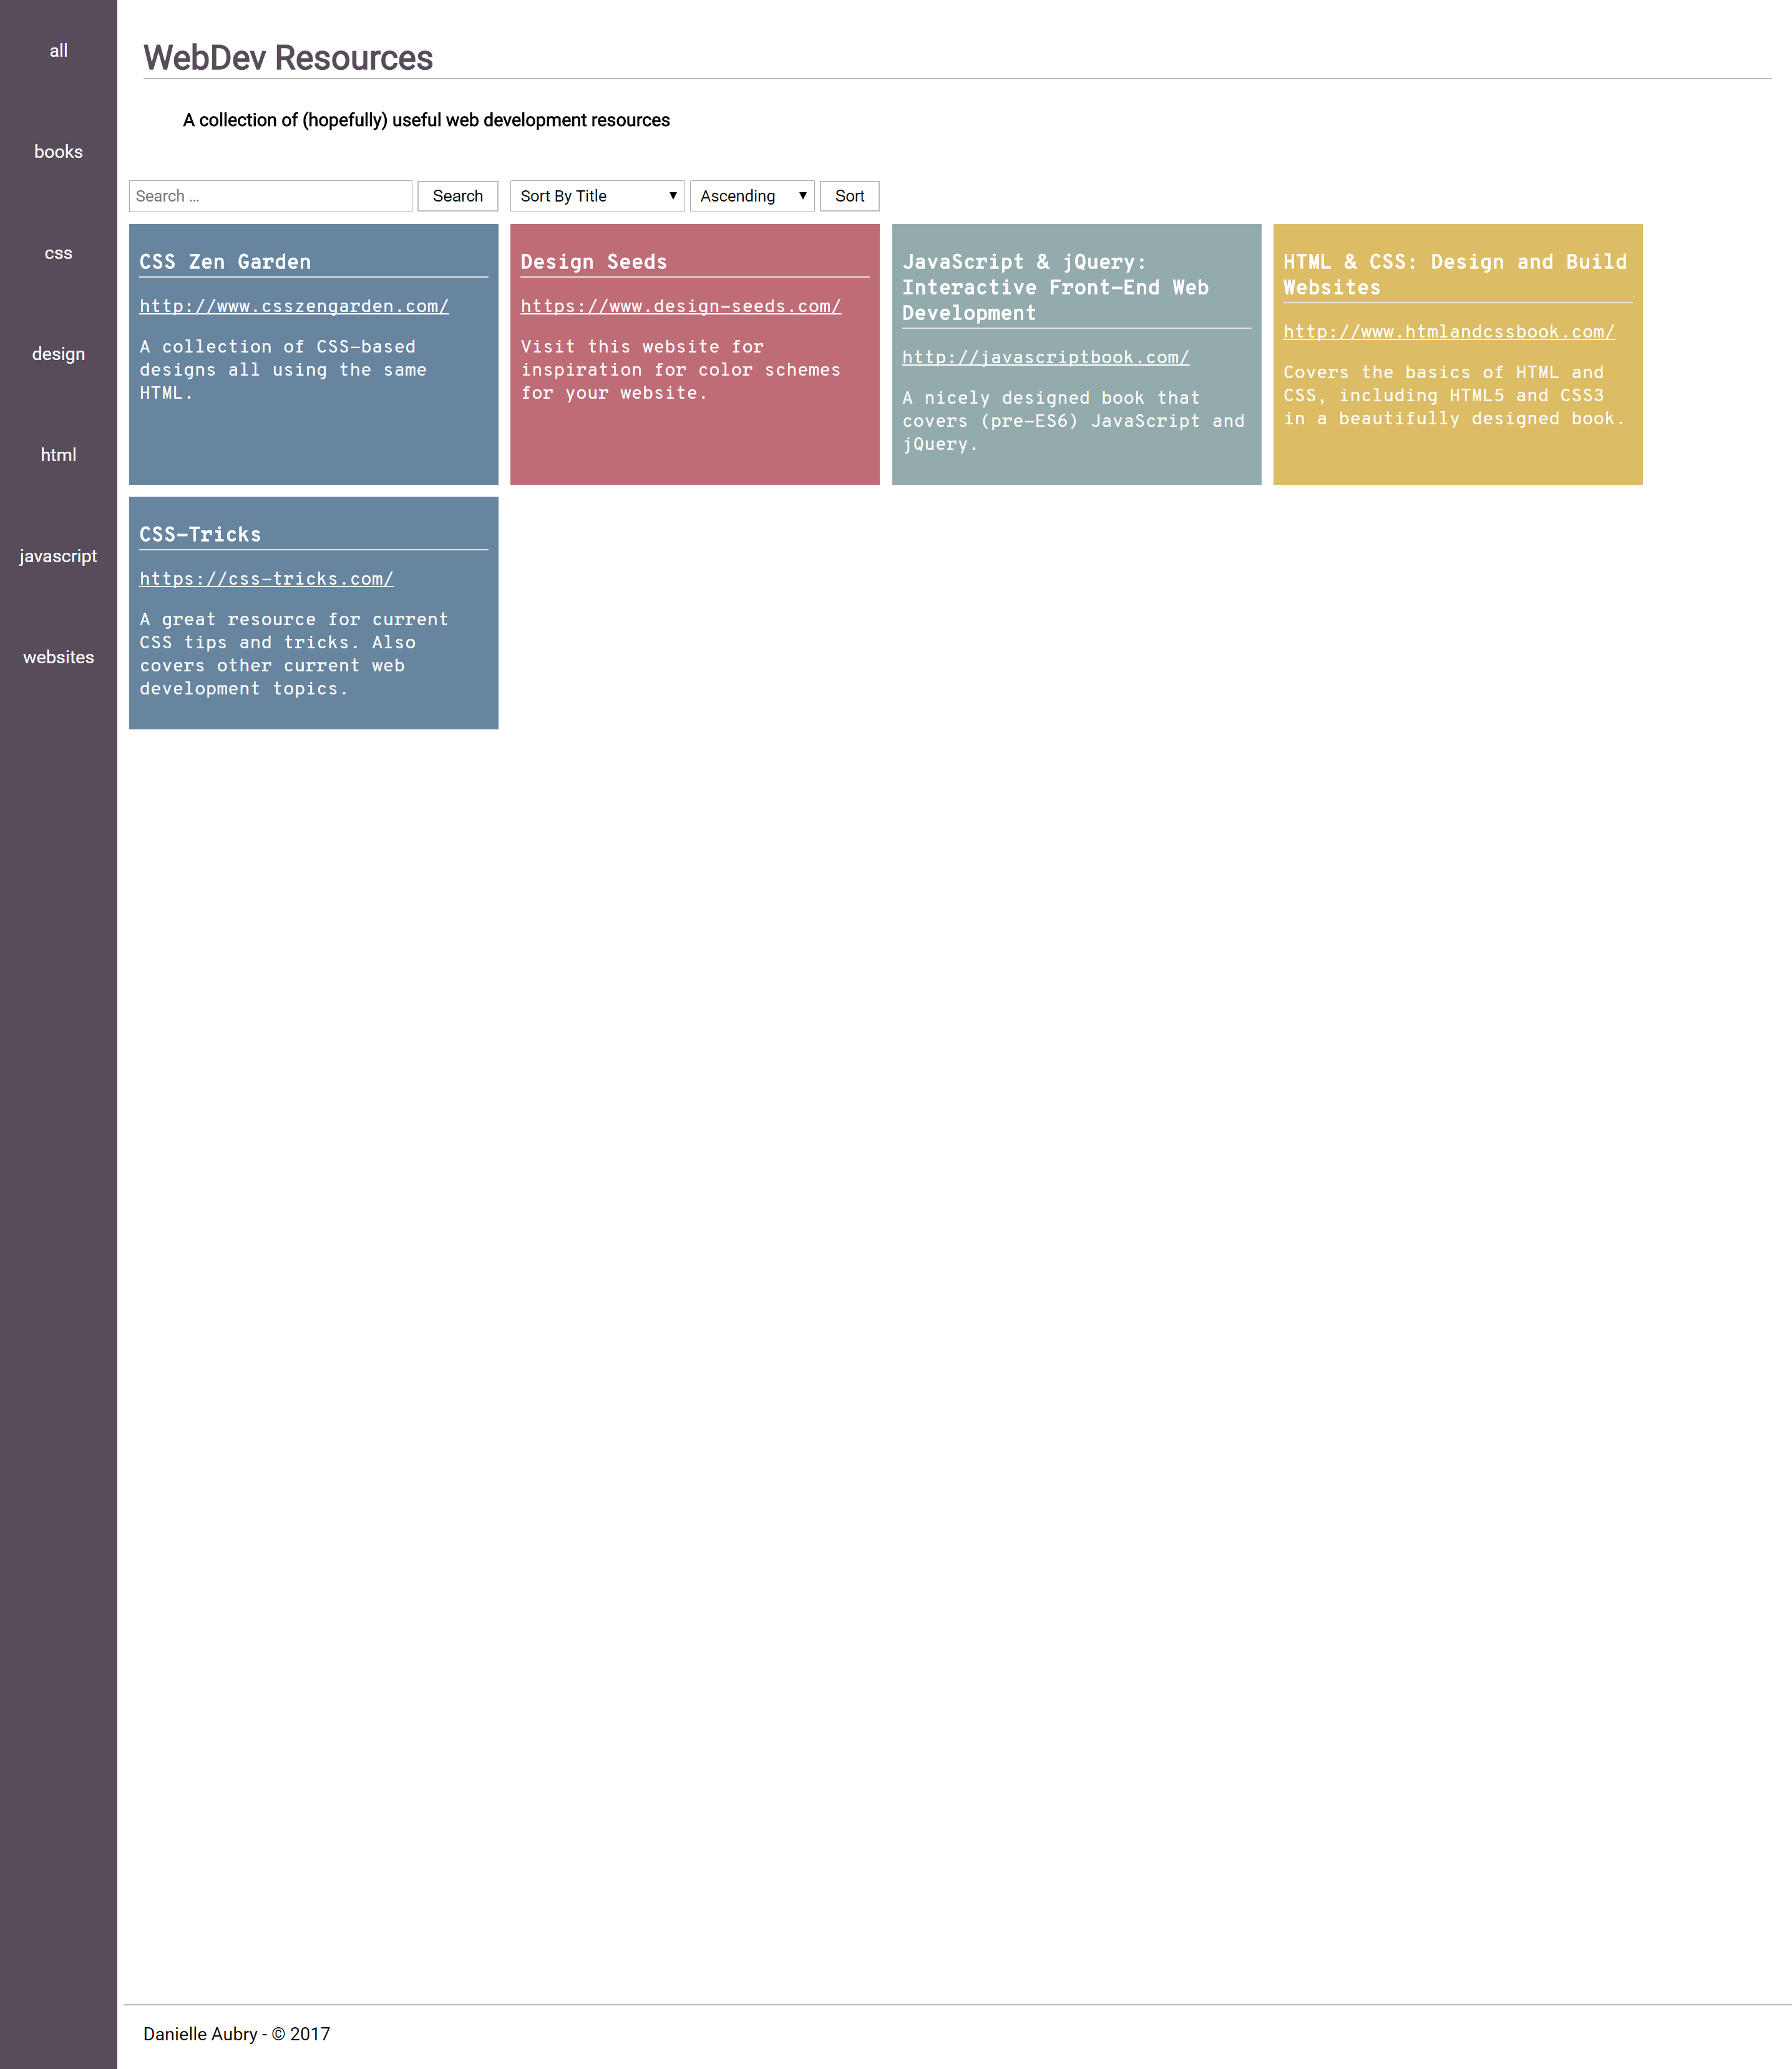 all
books
css
design
html
javascript
websites
WebDev Resources
A collection of (hopefully) useful web development resources
Search ... Search Sort By Title Ascending Sort
CSS Zen Garden
http://www.csszengarden.com/
A collection of CSS-based
designs all using the same
HTML.
Design Seeds
https://www.design-seeds.com/
Visit this website for
inspiration for color schemes
for your website.
JavaScript & jQuery:
Interactive Front-End Web
Development
http://javascriptbook.com/
A nicely designed book that
covers (pre-ES6) JavaScript and
jQuery.
HTML & CSS: Design and Build
Websites
http://www.htmlandcssbook.com/
Covers the basics of HTML and
CSS, including HTML5 and CSS3
in a beautifully designed book.
CSS-Tricks
https://css-tricks.com/
A great resource for current
CSS tips and tricks. Also
covers other current web
development topics.
Danielle Aubry - © 2017